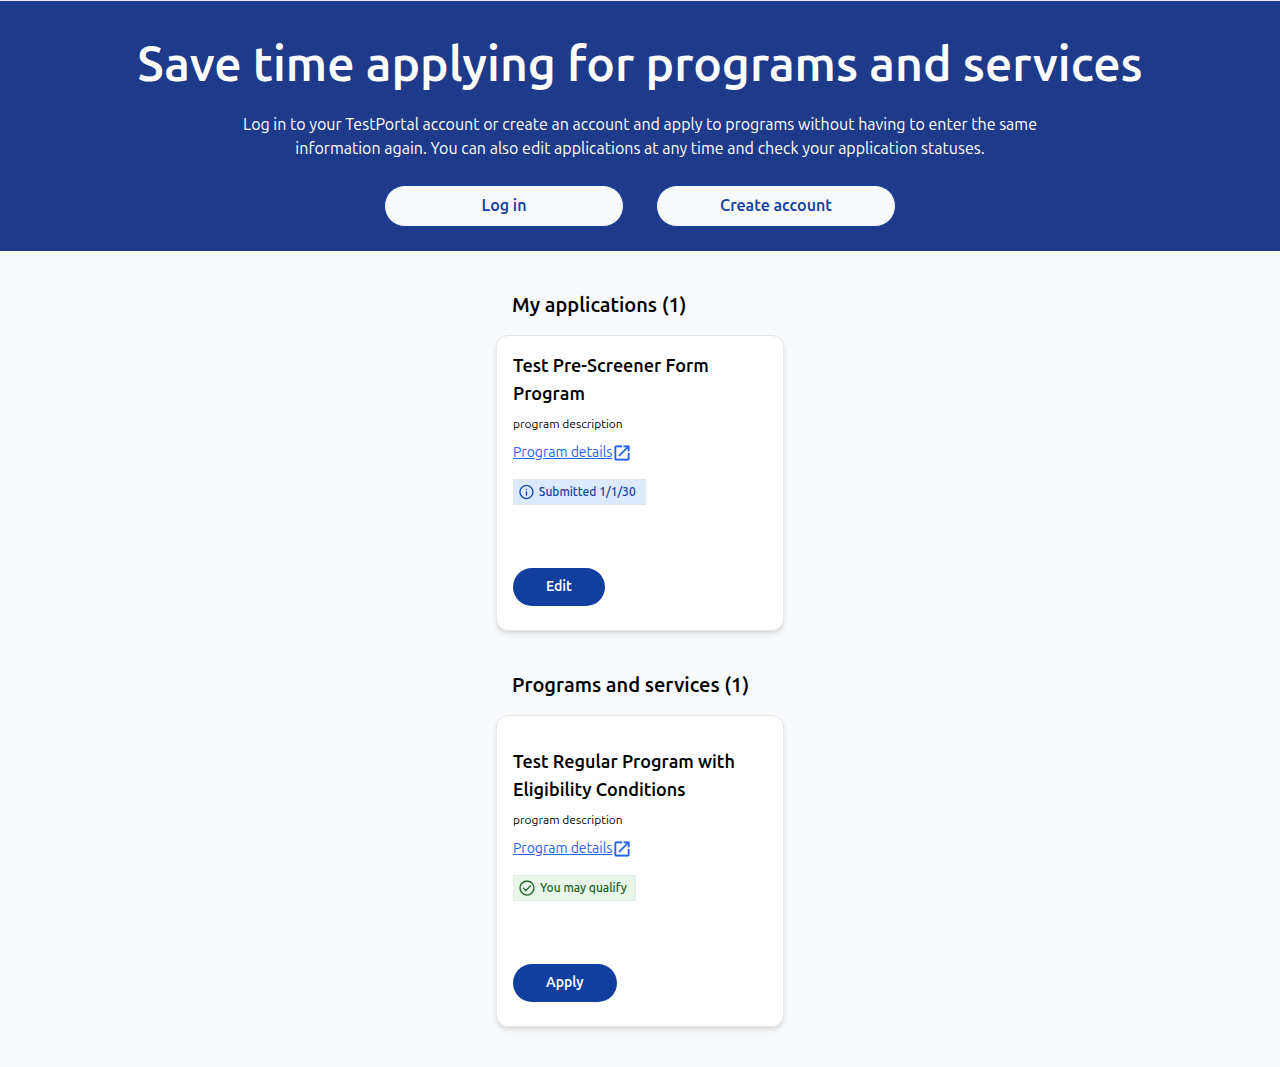 Save time applying for programs and services
Log in to your TestPortal account or create an account and apply to programs without having to enter the same
information again. You can also edit applications at any time and check your application statuses.
Log in
Create account
My applications (1)
Test Pre-Screener Form
Program
program description
Program details
Submitted 1/1/30
Edit
Programs and services (1)
Test Regular Program with
Eligibility Conditions
program description
Program details
You may qualify
Apply